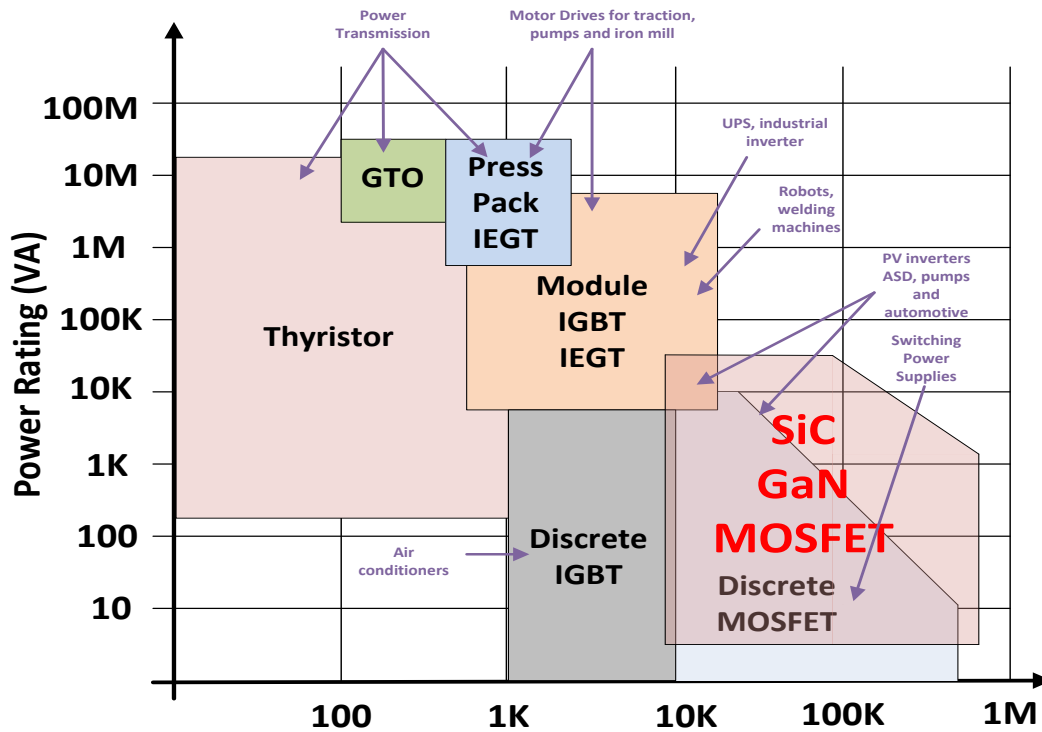 Power
Transmission
Motor Drives for traction,
pumps and iron mill
UPS, industrial
inverter
Robots,
welding
machines
PV inverters
ASD, pumps
and
automotive
Switching
Power
Supplies
Power Rating (VA)
100M
10M
1M
100K
10K
1K
100
10
GTO
Press
Pack
IEGT
Thyristor
Module
IGBT
IEGT
SiC
GaN
MOSFET
Discrete
MOSFET
Discrete
IGBT
Air
conditioners
100
1K
10K
100K
1M